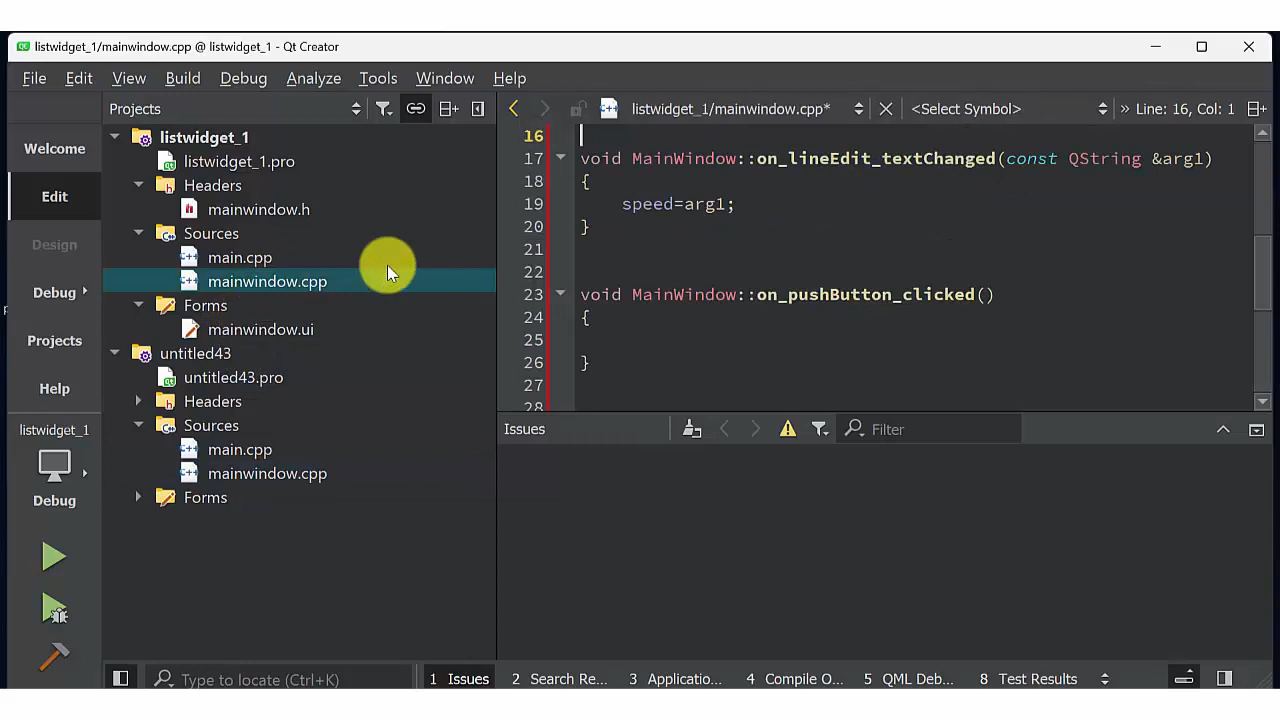 listwidget_1/mainwindow.cpp @ listwidget_1 - Qt Creator
File Edit View Build Debug Analyze Tools Window Help
Projects
listwidget_1/mainwindow.cpp* <Select Symbol> » Line: 16, Col: 1
Welcome
Edit
Design
Debug
Projects
Help
listwidget_1
Debug
listwidget_1
listwidget_1.pro
Headers
mainwindow.h
Sources
main.cpp
mainwindow.cpp
Forms
mainwindow.ui
untitled43
untitled43.pro
Headers
Sources
main.cpp
mainwindow.cpp
Forms
16
17 void MainWindow::on_lineEdit_textChanged(const QString &arg1)
18 {
19 speed=arg1;
20 }
21
22
23 void MainWindow::on_pushButton_clicked()
24 {
25
26 }
27
28
Issues Filter
Type to locate (Ctrl+K) 1 Issues 2 Search Re... 3 Applicatio... 4 Compile O... 5 QML Deb... 8 Test Results